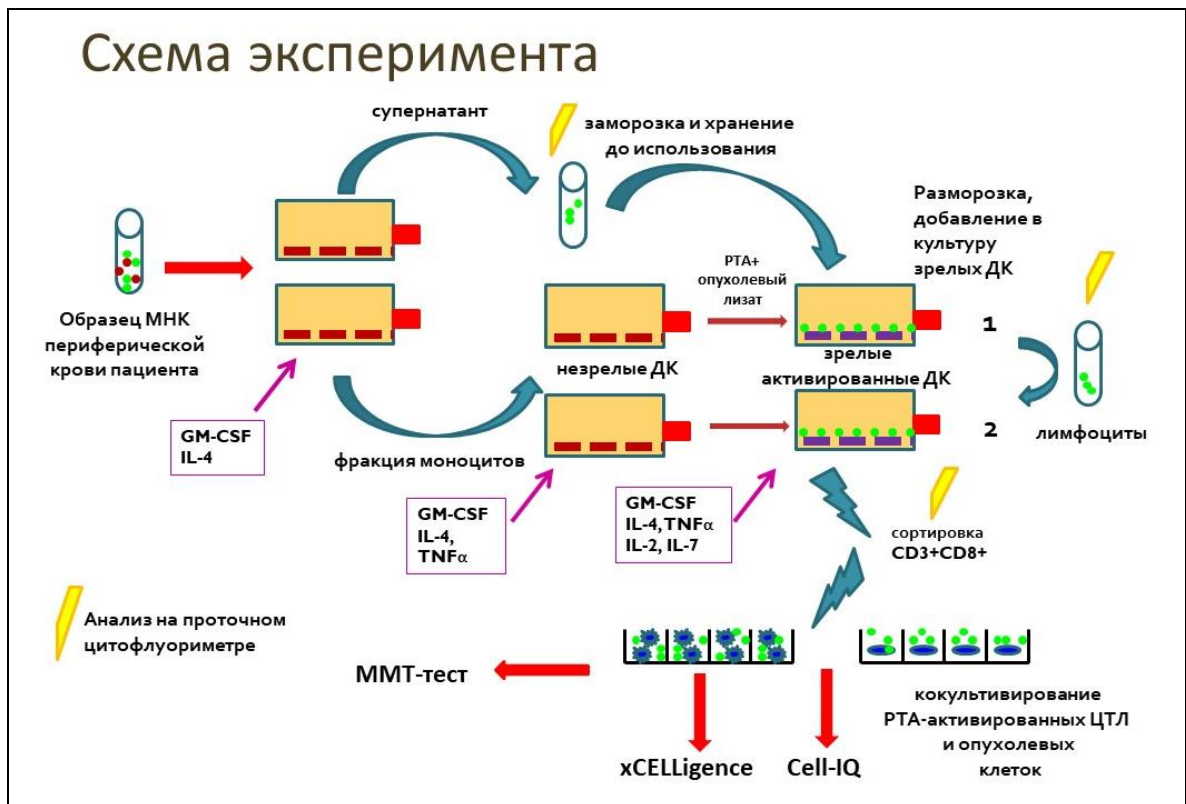 Схема эксперимента
супернатант
заморозка и хранение
до использования
Разморозка,
добавление в
культуру
зрелых ДК
РТА+
опухолевый
лизат
Образец МНК
периферической
крови пациента
незрелые ДК
зрелые
активированные ДК
1
2
лимфоциты
GM-CSF
IL-4
фракция моноцитов
GM-CSF
IL-4,
TNFα
GM-CSF
IL-4, TNFα
IL-2, IL-7
сортировка
CD3+CD8+
Анализ на проточном
цитофлуориметре
ММТ-тест
xCELLigence
Cell-IQ
кокультивирование
РТА-активированных ЦТЛ
и опухолевых
клеток